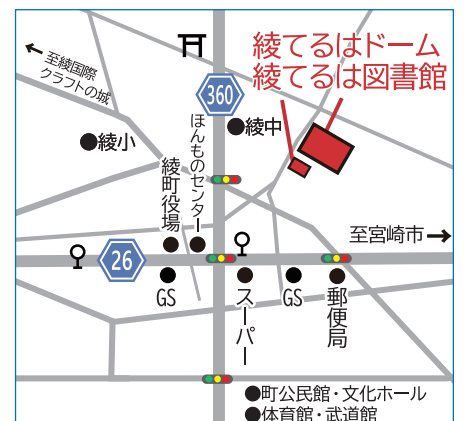 綾てるはドーム
綾てるは図書館
←至綾国際
クラフトの城
360
綾中
綾小
ほんものセンター
綾町役場
至宮崎市→
26
GS
スーパー
GS
郵便局
町公民館・文化ホール
体育館・武道館